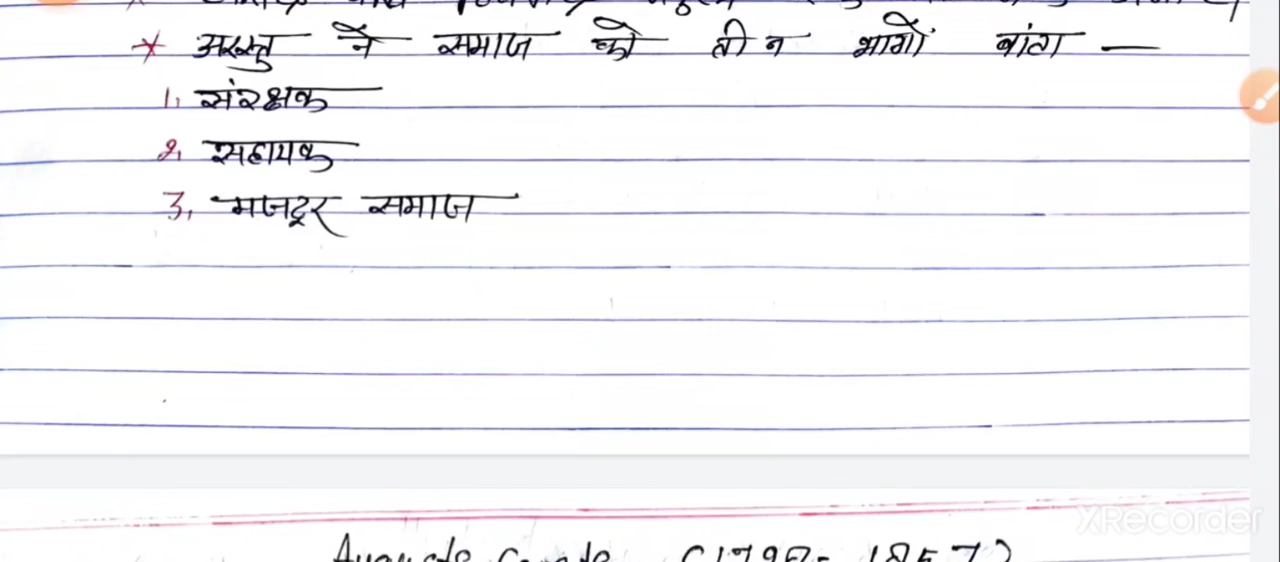 * अरस्तु ने समाज को तीन भागों बांटा —
1. संरक्षक
2. सहायक
3. मजदूर समाज
XRecorder